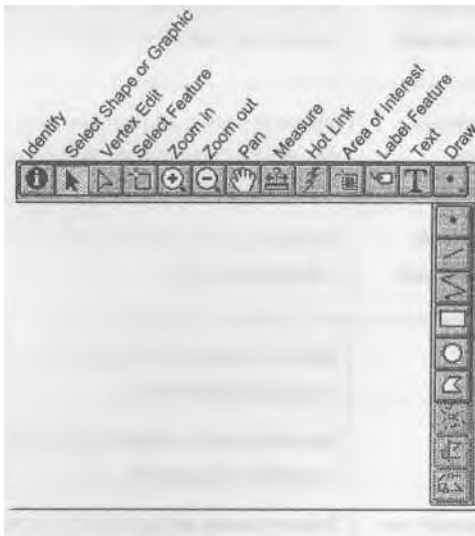 Identify
Select Shape or Graphic
Vertex Edit
Select Feature
Zoom in
Zoom out
Pan
Measure
Hot Link
Area of Interest
Label Feature
Text